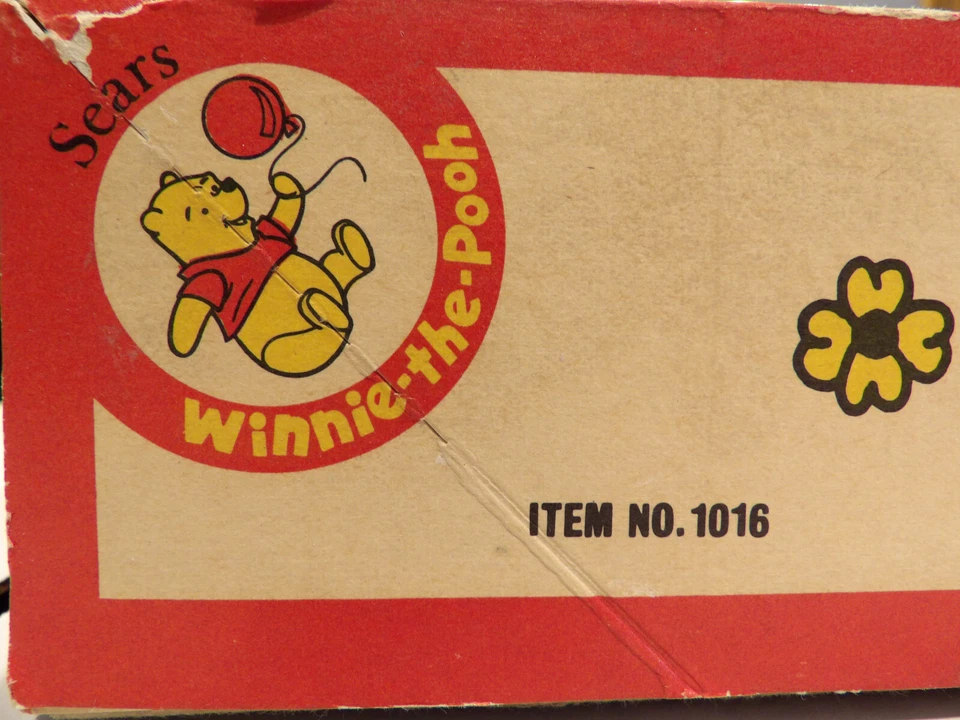 Sears
Winnie-the-Pooh
ITEM NO. 1016